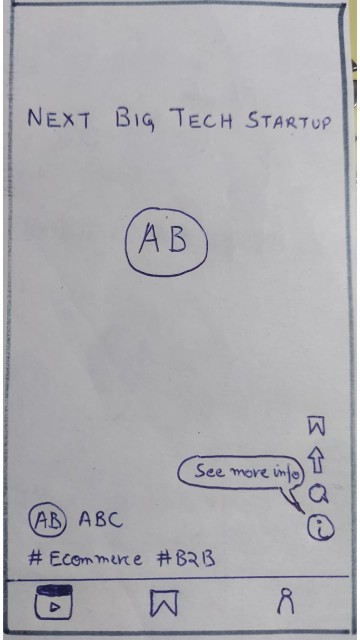 NEXT BIG TECH STARTUP
AB
See more info
i
AB ABC
# Ecommerce #B2B